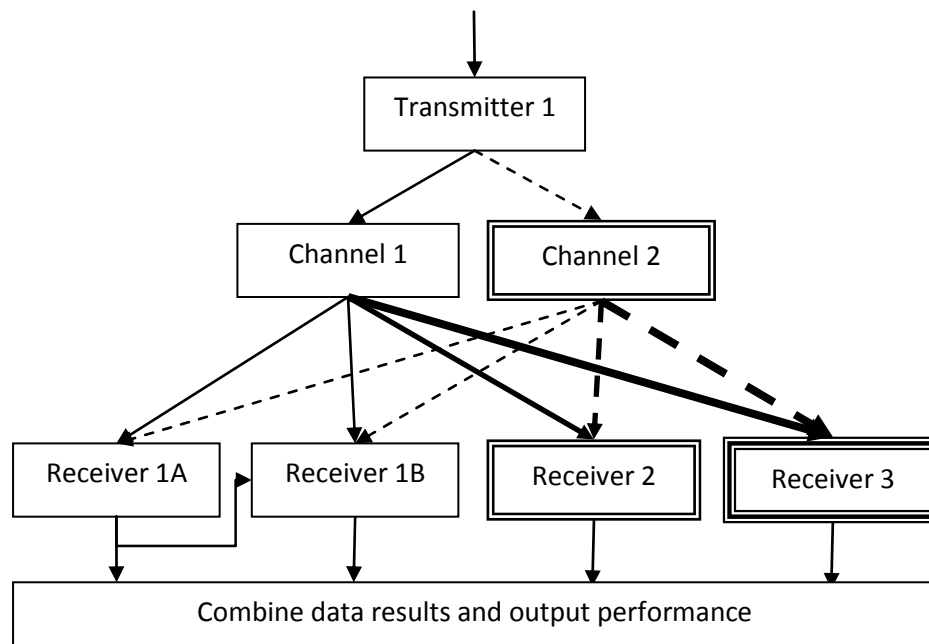 Transmitter 1
Channel 1
Channel 2
Receiver 1A
Receiver 1B
Receiver 2
Receiver 3
Combine data results and output performance